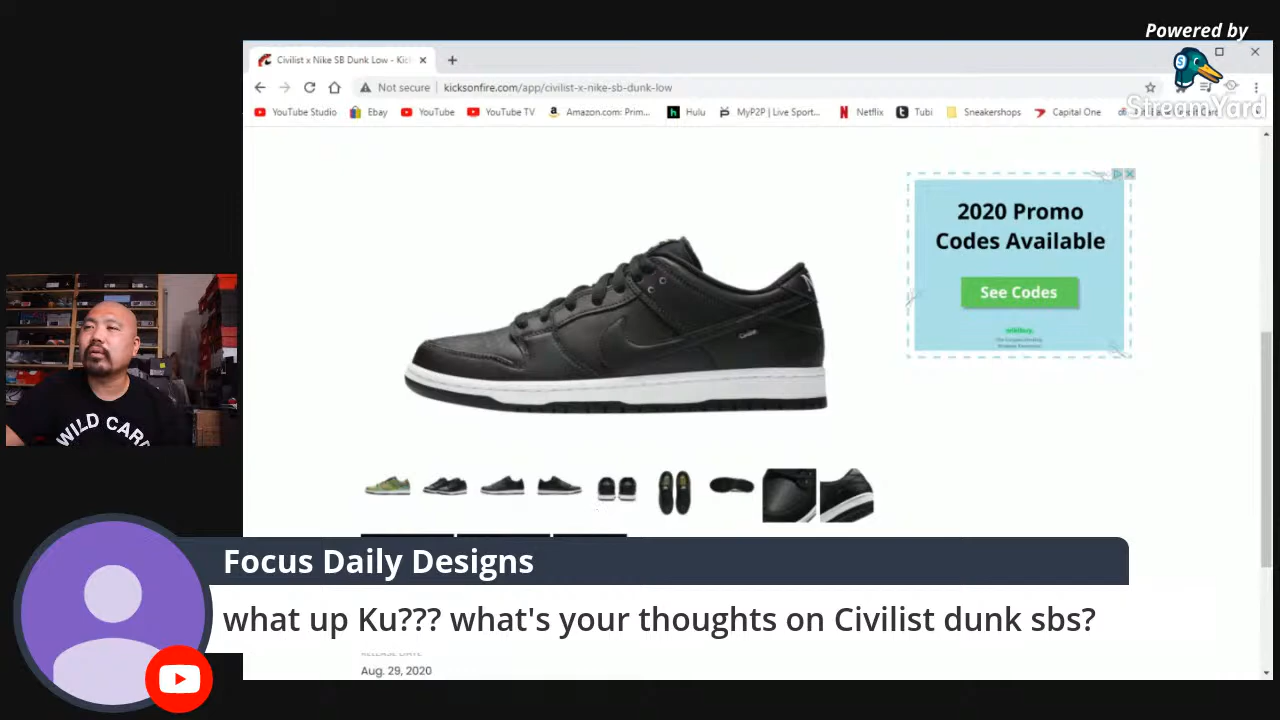 Powered by
StreamYard
Civilist x Nike SB Dunk Low - Kick
Not secure
kicksonfire.com/app/civilist-x-nike-sb-dunk-low
YouTube Studio
Ebay
YouTube
YouTube TV
Amazon.com: Prim...
Hulu
MyP2P | Live Sport...
Netflix
Tubi
Sneakershops
Capital One
2020 Promo
Codes Available
See Codes
WILD CARD
Focus Daily Designs
what up Ku??? what's your thoughts on Civilist dunk sbs?
RELEASE DATE
Aug. 29, 2020